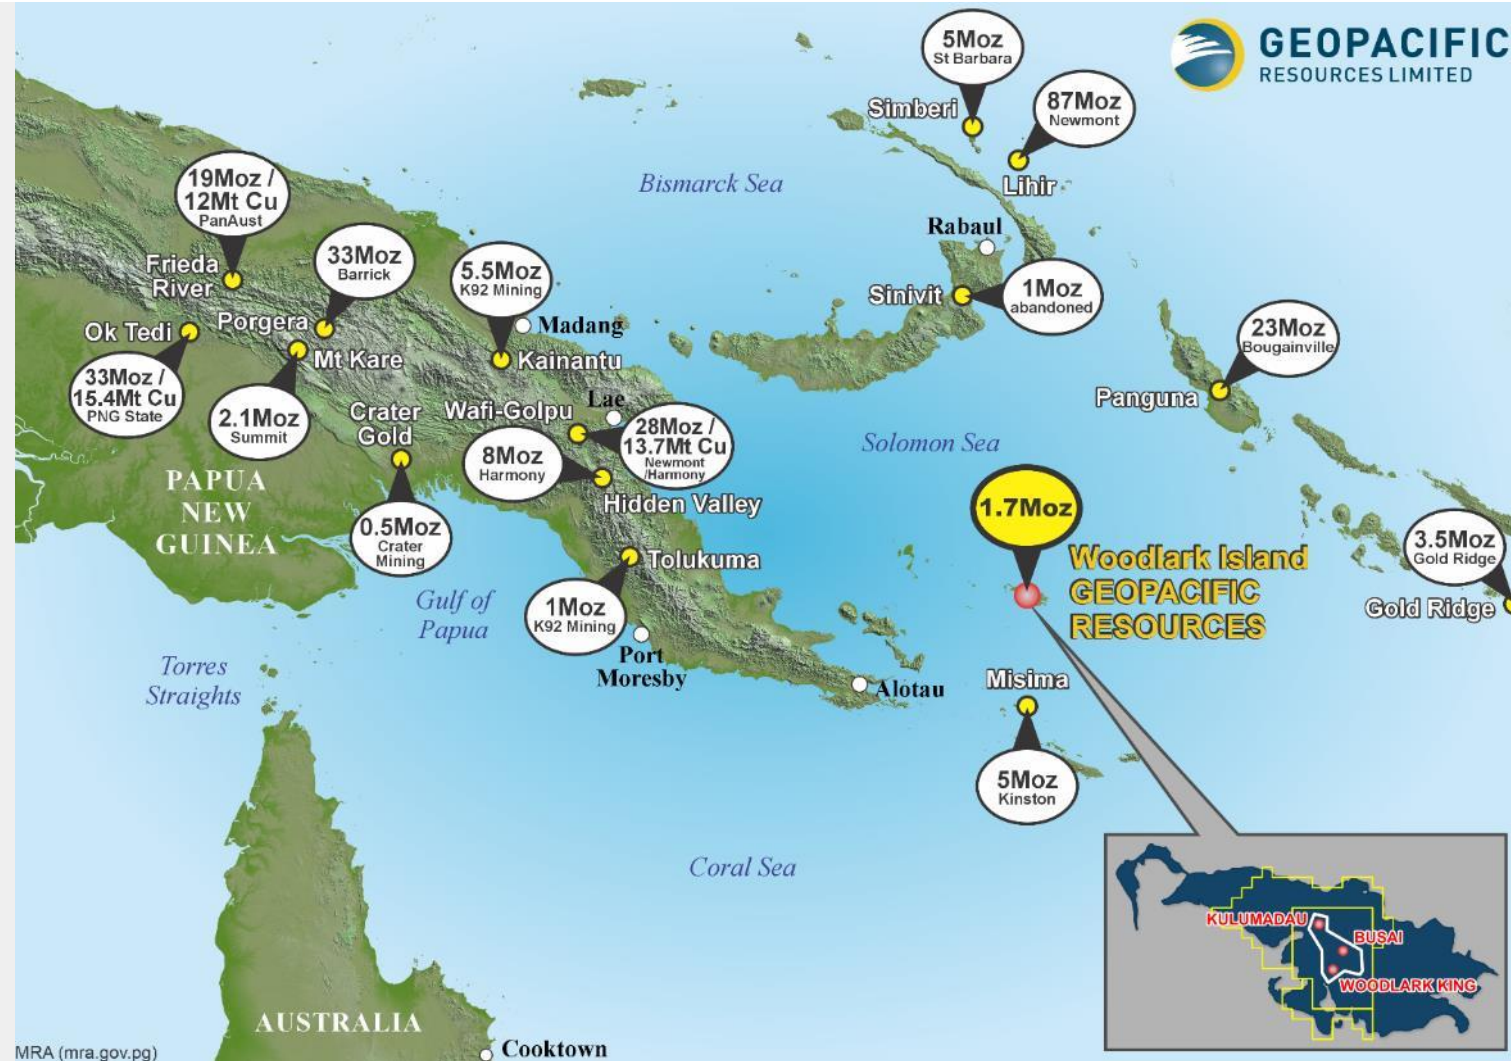 GEOPACIFIC
RESOURCES LIMITED
5Moz
St Barbara
Simberi
87Moz
Newmont
Lihir
Bismarck Sea
19Moz /
12Mt Cu
PanAust
Frieda
River
33Moz
Barrick
Porgera
5.5Moz
K92 Mining
Rabaul
Sinivit
1Moz
abandoned
Ok Tedi
Mt Kare
Madang
Kainantu
23Moz
Bougainville
Panguna
33Moz /
15.4Mt Cu
PNG State
2.1Moz
Summit
Crater
Gold
Wafi-Golpu
Lae
28Moz /
13.7Mt Cu
Newmont
/Harmony
8Moz
Harmony
Hidden Valley
Solomon Sea
PAPUA
NEW
GUINEA
0.5Moz
Crater
Mining
1.7Moz
Woodlark Island
GEOPACIFIC
RESOURCES
3.5Moz
Gold Ridge
Gold Ridge
Tolukuma
1Moz
K92 Mining
Gulf of
Papua
Port
Moresby
Torres
Straights
Alotau
Misima
5Moz
Kinston
Coral Sea
KULUMADAU
BUSAI
WOODLARK KING
AUSTRALIA
Cooktown
MRA (mra.gov.pg)